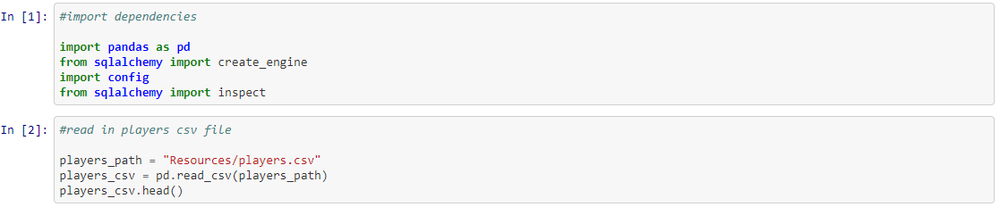 In [1]: #import dependencies
import pandas as pd
from sqlalchemy import create_engine
import config
from sqlalchemy import inspect
In [2]: #read in players csv file
players_path = "Resources/players.csv"
players_csv = pd.read_csv(players_path)
players_csv.head()